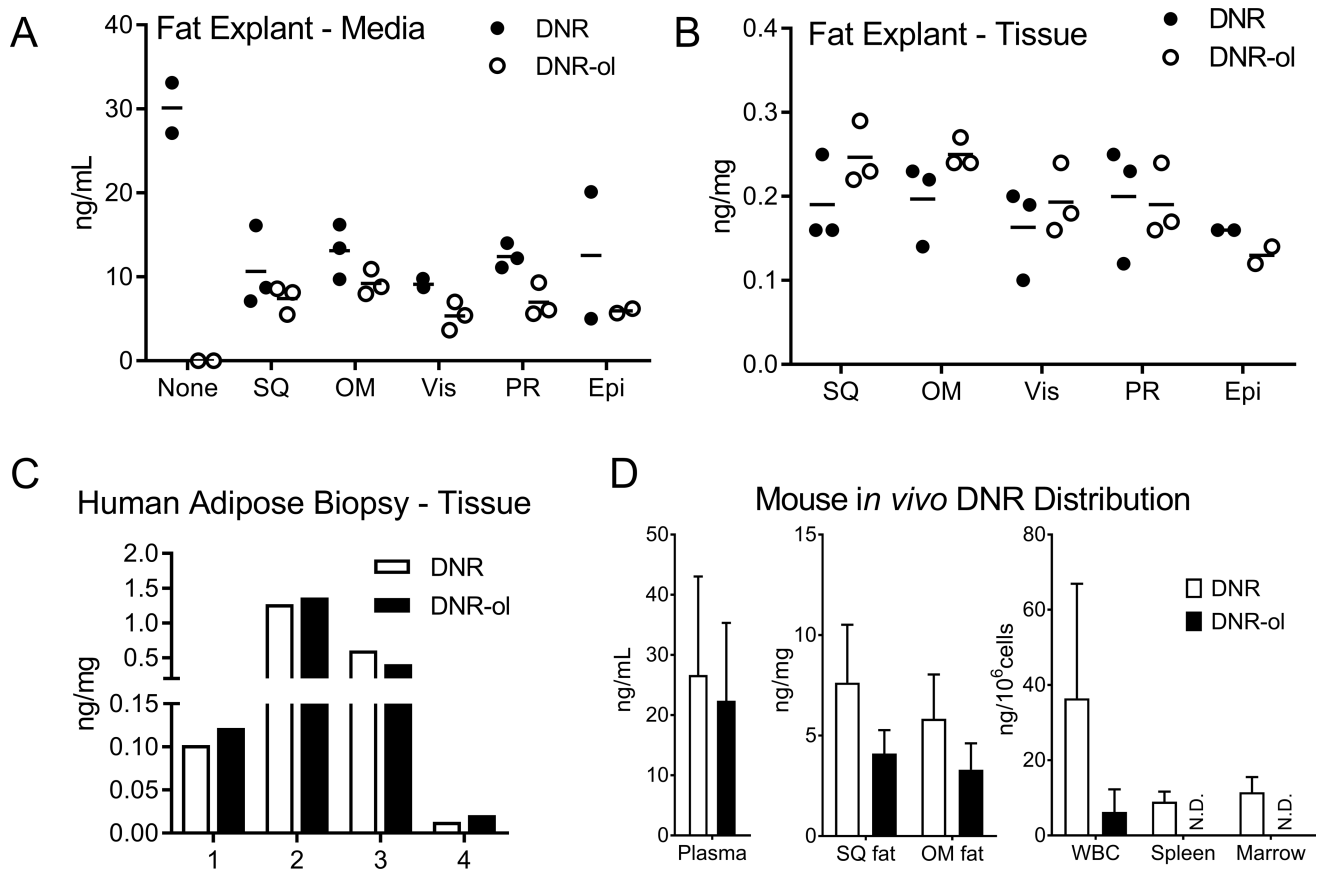 A
Fat Explant - Media
DNR
DNR-ol
40
30
20
10
0
ng/mL
None SQ OM Vis PR Epi
B
Fat Explant - Tissue
DNR
DNR-ol
0.4
0.3
0.2
0.1
0.0
ng/mg
SQ OM Vis PR Epi
C
Human Adipose Biopsy - Tissue
DNR
DNR-ol
2.0
1.5
1.0
0.5
0.15
0.10
0.05
0.00
ng/mg
1 2 3 4
D
Mouse in vivo DNR Distribution
50
40
30
20
10
0
ng/mL
Plasma
15
10
5
0
ng/mg
SQ fat OM fat
80
60
40
20
0
ng/10⁶cells
DNR
DNR-ol
N.D.
N.D.
WBC Spleen Marrow